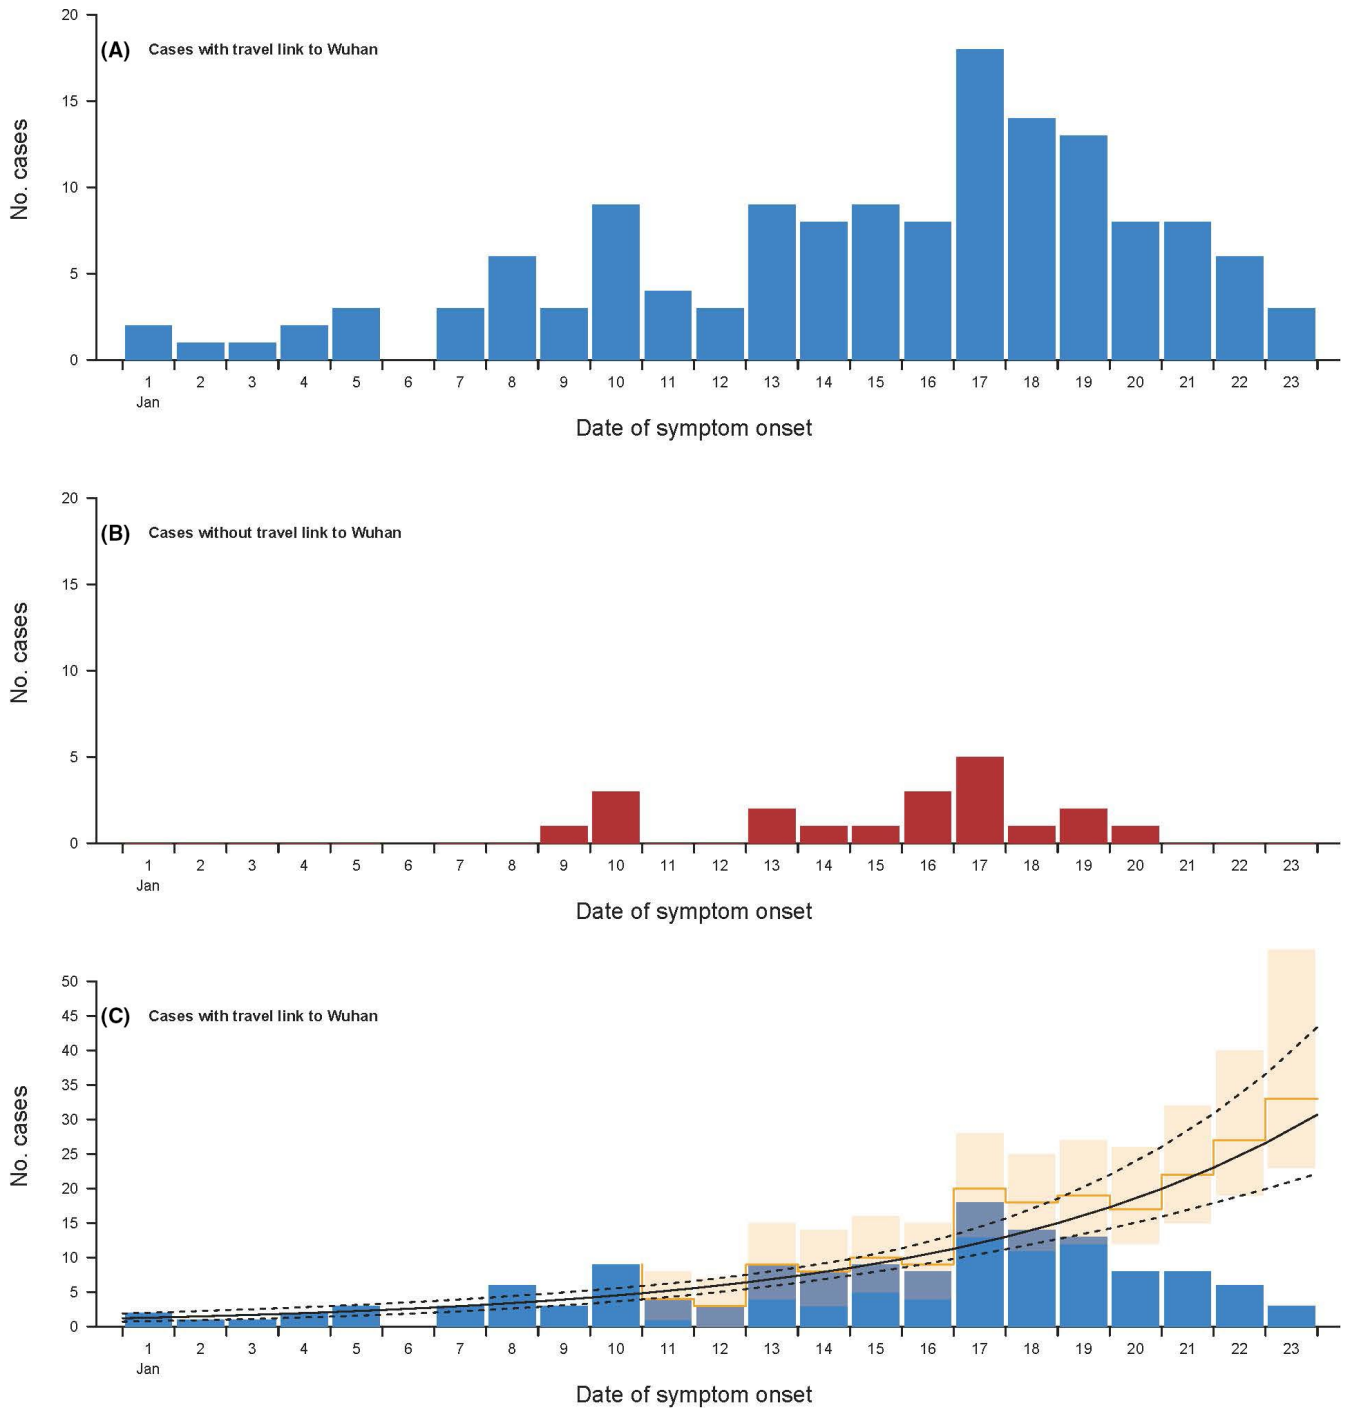 20
(A) Cases with travel link to Wuhan
15
10
5
0
No. cases
1 2 3 4 5 6 7 8 9 10 11 12 13 14 15 16 17 18 19 20 21 22 23
Jan
Date of symptom onset
20
(B) Cases without travel link to Wuhan
15
10
5
0
No. cases
1 2 3 4 5 6 7 8 9 10 11 12 13 14 15 16 17 18 19 20 21 22 23
Jan
Date of symptom onset
50
(C) Cases with travel link to Wuhan
45
40
35
30
25
20
15
10
5
0
No. cases
1 2 3 4 5 6 7 8 9 10 11 12 13 14 15 16 17 18 19 20 21 22 23
Jan
Date of symptom onset